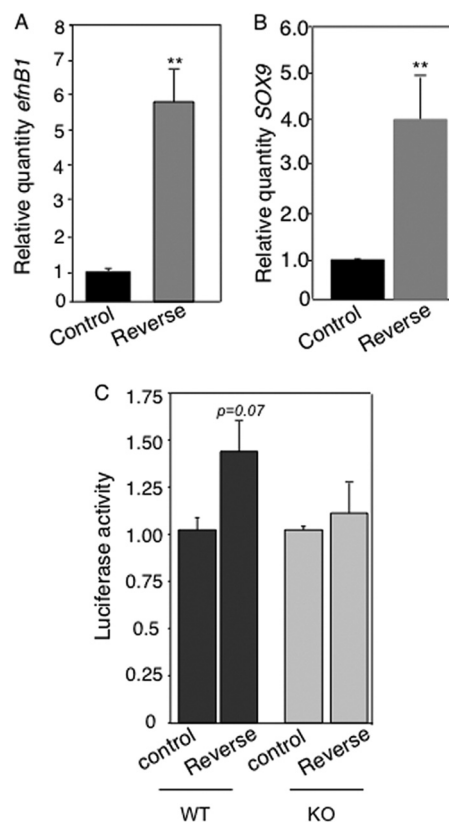 A
Relative quantity efnB1
8
7
6
5
4
3
2
1
0
**
Control
Reverse
B
Relative quantity SOX9
6.0
5.0
4.0
3.0
2.0
1.0
0
**
Control
Reverse
C
Luciferase activity
1.75
1.50
1.25
1.00
0.75
0.5
0.25
0
p=0.07
control
Reverse
control
Reverse
WT
KO